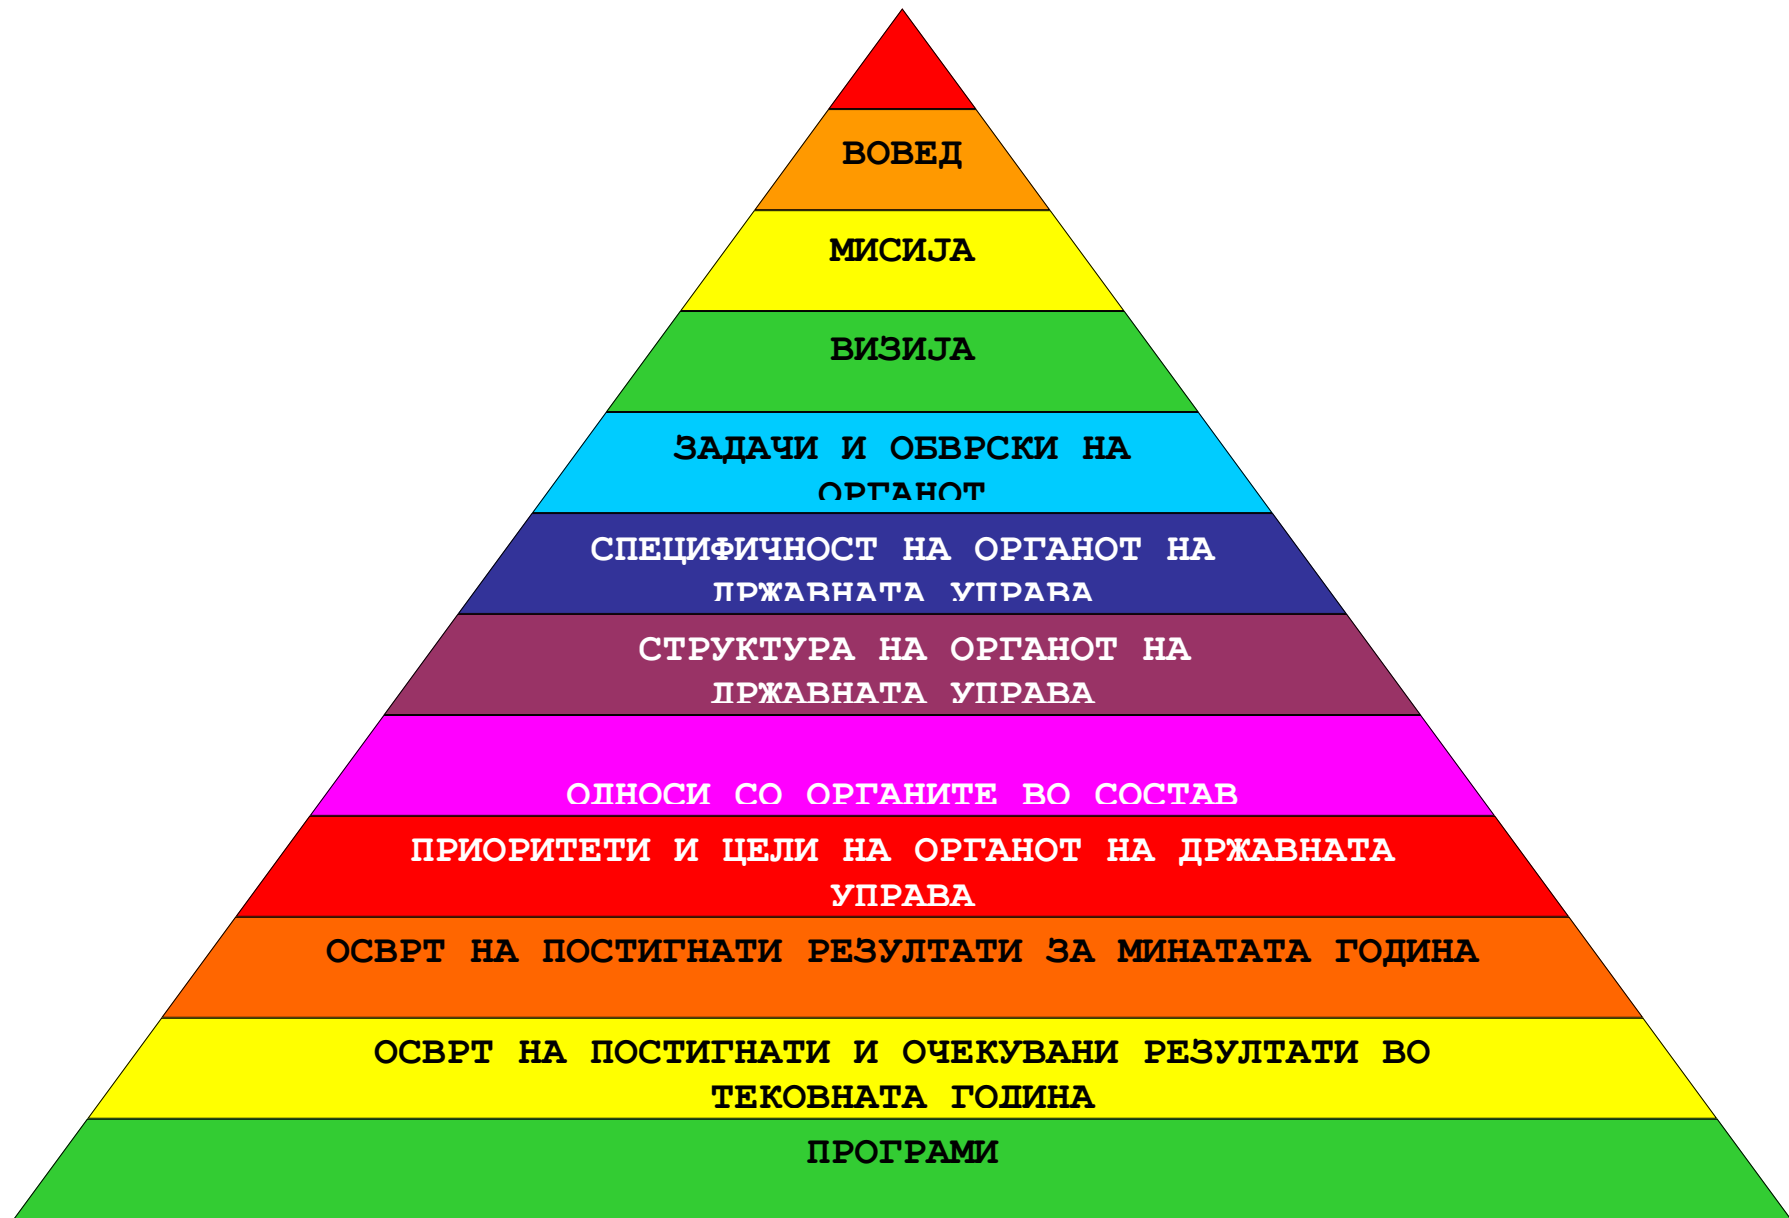 ВОВЕД
МИСИЈА
ВИЗИЈА
ЗАДАЧИ И ОБВРСКИ НА
ОРГАНОТ
СПЕЦИФИЧНОСТ НА ОРГАНОТ НА
ДРЖАВНАТА УПРАВА
СТРУКТУРА НА ОРГАНОТ НА
ДРЖАВНАТА УПРАВА
ОДНОСИ СО ОРГАНИТЕ ВО СОСТАВ
ПРИОРИТЕТИ И ЦЕЛИ НА ОРГАНОТ НА ДРЖАВНАТА
УПРАВА
ОСВРТ НА ПОСТИГНАТИ РЕЗУЛТАТИ ЗА МИНАТАТА ГОДИНА
ОСВРТ НА ПОСТИГНАТИ И ОЧЕКУВАНИ РЕЗУЛТАТИ ВО
ТЕКОВНАТА ГОДИНА
ПРОГРАМИ